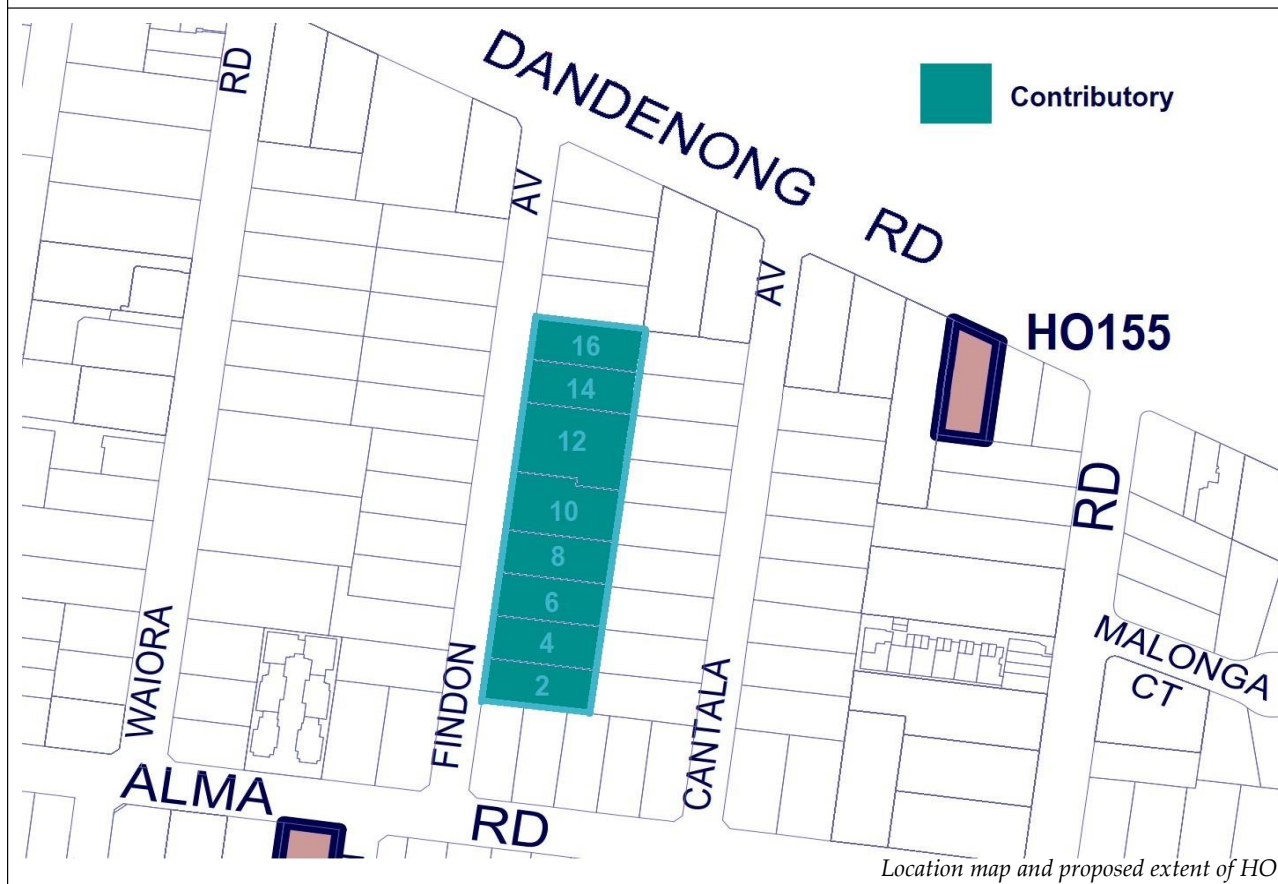 DANDENONG RD
Contributory
RD
AV
AV
HO155
16
14
12
10
8
6
4
2
RD
MALONGA
CT
WAIORA
FINDON
CANTALA
ALMA RD
Location map and proposed extent of HO